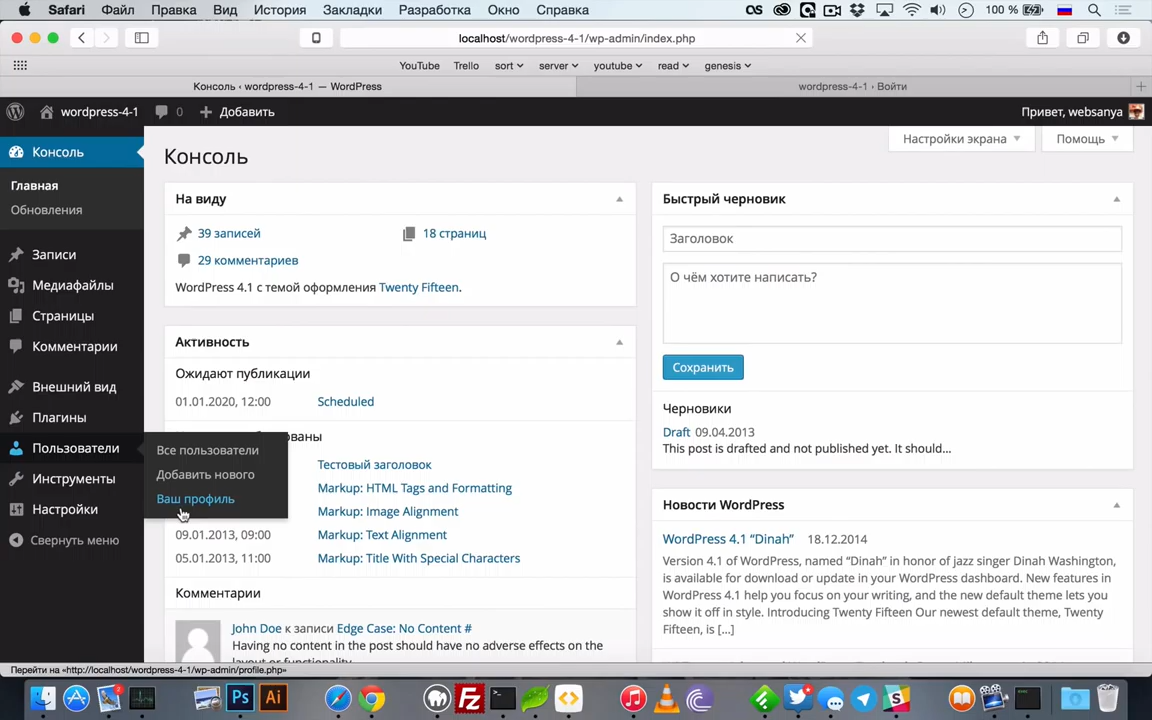 Safari Файл Правка Вид История Закладки Разработка Окно Справка 100 %
localhost/wordpress-4-1/wp-admin/index.php
YouTube Trello sort server youtube read genesis
Консоль ‹ wordpress-4-1 — WordPress
wordpress-4-1 › Войти
wordpress-4-1 0 Добавить Привет, websanya
Консоль
Главная
Обновления
Записи
Медиафайлы
Страницы
Комментарии
Внешний вид
Плагины
Пользователи
Инструменты
Настройки
Свернуть меню
Все пользователи
Добавить нового
Ваш профиль
Настройки экрана
Помощь
Консоль
На виду
39 записей
18 страниц
29 комментариев
WordPress 4.1 с темой оформления Twenty Fifteen.
Активность
Ожидают публикации
01.01.2020, 12:00 Scheduled
Тестовый заголовок
Markup: HTML Tags and Formatting
Markup: Image Alignment
09.01.2013, 09:00 Markup: Text Alignment
05.01.2013, 11:00 Markup: Title With Special Characters
Комментарии
John Doe к записи Edge Case: No Content #
Having no content in the post should have no adverse effects on the
layout or functionality.
Быстрый черновик
Заголовок
О чём хотите написать?
Сохранить
Черновики
Draft 09.04.2013
This post is drafted and not published yet. It should…
Новости WordPress
WordPress 4.1 “Dinah” 18.12.2014
Version 4.1 of WordPress, named “Dinah” in honor of jazz singer Dinah Washington,
is available for download or update in your WordPress dashboard. New features in
WordPress 4.1 help you focus on your writing, and the new default theme lets you
show it off in style. Introducing Twenty Fifteen Our newest default theme, Twenty
Fifteen, is […]
Перейти на «http://localhost/wordpress-4-1/wp-admin/profile.php»
Ps
Ai
Fz